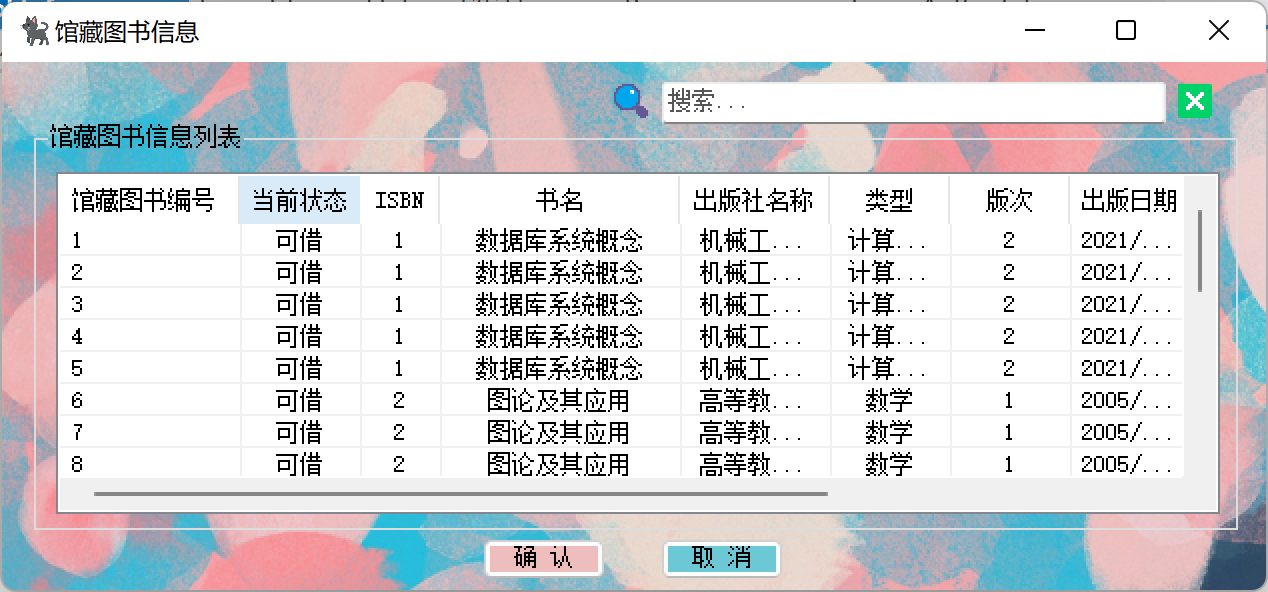 馆藏图书信息
搜索...
馆藏图书信息列表
馆藏图书编号 当前状态 ISBN 书名 出版社名称 类型 版次 出版日期
1 可借 1 数据库系统概念 机械工... 计算... 2 2021/...
2 可借 1 数据库系统概念 机械工... 计算... 2 2021/...
3 可借 1 数据库系统概念 机械工... 计算... 2 2021/...
4 可借 1 数据库系统概念 机械工... 计算... 2 2021/...
5 可借 1 数据库系统概念 机械工... 计算... 2 2021/...
6 可借 2 图论及其应用 高等教... 数学 1 2005/...
7 可借 2 图论及其应用 高等教... 数学 1 2005/...
8 可借 2 图论及其应用 高等教... 数学 1 2005/...
确 认 取 消